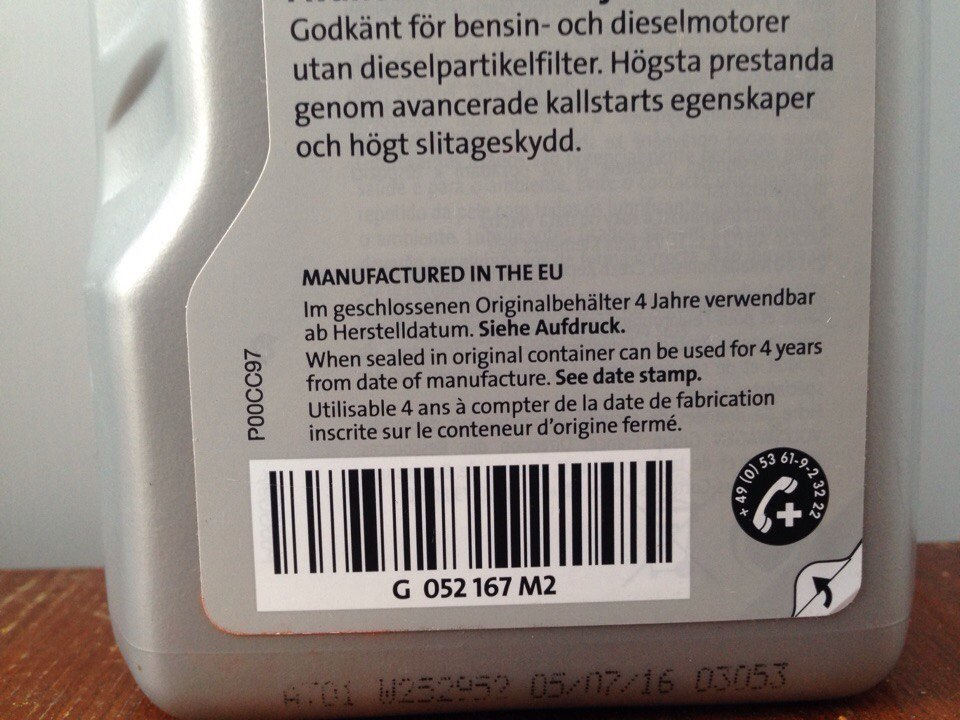 Godkänt för bensin- och dieselmotorer
utan dieselpartikelfilter. Högsta prestanda
genom avancerade kallstarts egenskaper
och högt slitageskydd.
MANUFACTURED IN THE EU
Im geschlossenen Originalbehälter 4 Jahre verwendbar
ab Herstelldatum. Siehe Aufdruck.
When sealed in original container can be used for 4 years
from date of manufacture. See date stamp.
Utilisable 4 ans à compter de la date de fabrication
inscrite sur le conteneur d'origine fermé.
P00CC97
+ 49 (0) 53 61-9-2 32 22
G 052 167 M2
A701 W252952 05/07/16 03053